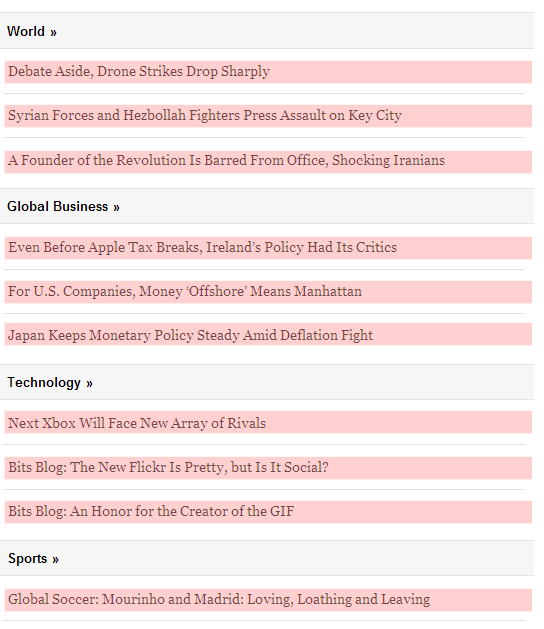 World »
Debate Aside, Drone Strikes Drop Sharply
Syrian Forces and Hezbollah Fighters Press Assault on Key City
A Founder of the Revolution Is Barred From Office, Shocking Iranians
Global Business »
Even Before Apple Tax Breaks, Ireland’s Policy Had Its Critics
For U.S. Companies, Money ‘Offshore’ Means Manhattan
Japan Keeps Monetary Policy Steady Amid Deflation Fight
Technology »
Next Xbox Will Face New Array of Rivals
Bits Blog: The New Flickr Is Pretty, but Is It Social?
Bits Blog: An Honor for the Creator of the GIF
Sports »
Global Soccer: Mourinho and Madrid: Loving, Loathing and Leaving